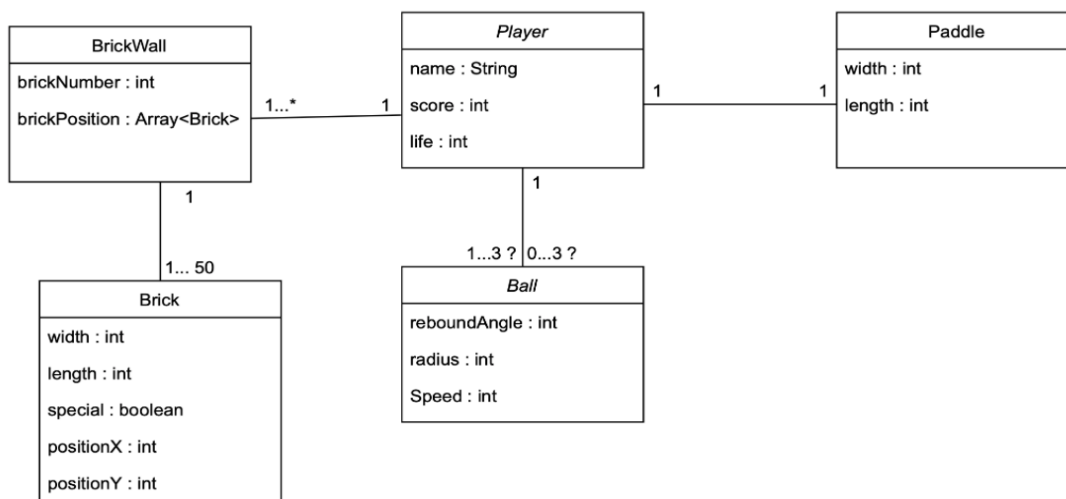 BrickWall
brickNumber : int
brickPosition : Array<Brick>
1...*
1
Player
name : String
score : int
life : int
1
1
Paddle
width : int
length : int
1
1... 50
Brick
width : int
length : int
special : boolean
positionX : int
positionY : int
1
1...3 ? 0...3 ?
Ball
reboundAngle : int
radius : int
Speed : int